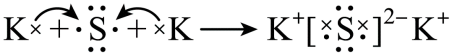 K× + ·S̤̈· + ×K ⟶ K⁺[×·S̤̈·×]²⁻K⁺